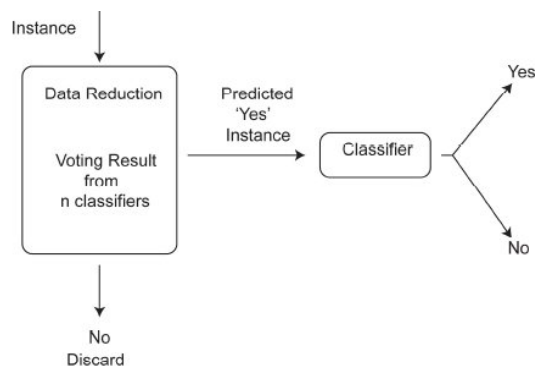 Instance
Data Reduction
Voting Result
from
n classifiers
Predicted
'Yes'
Instance
Classifier
Yes
No
No
Discard